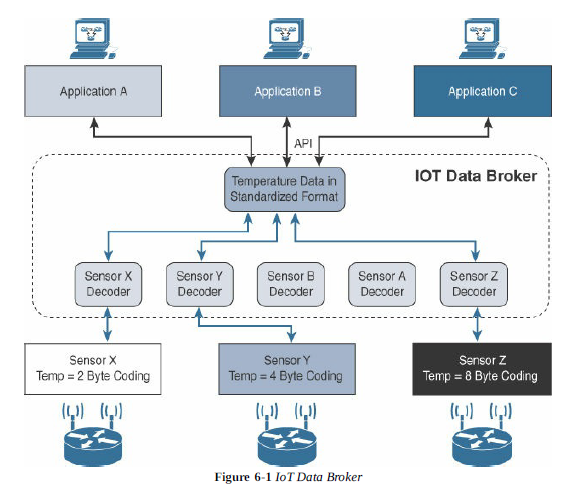 Application A
Application B
Application C
API
IOT Data Broker
Temperature Data in
Standardized Format
Sensor X
Decoder
Sensor Y
Decoder
Sensor B
Decoder
Sensor A
Decoder
Sensor Z
Decoder
Sensor X
Temp = 2 Byte Coding
Sensor Y
Temp = 4 Byte Coding
Sensor Z
Temp = 8 Byte Coding
Figure 6-1 IoT Data Broker